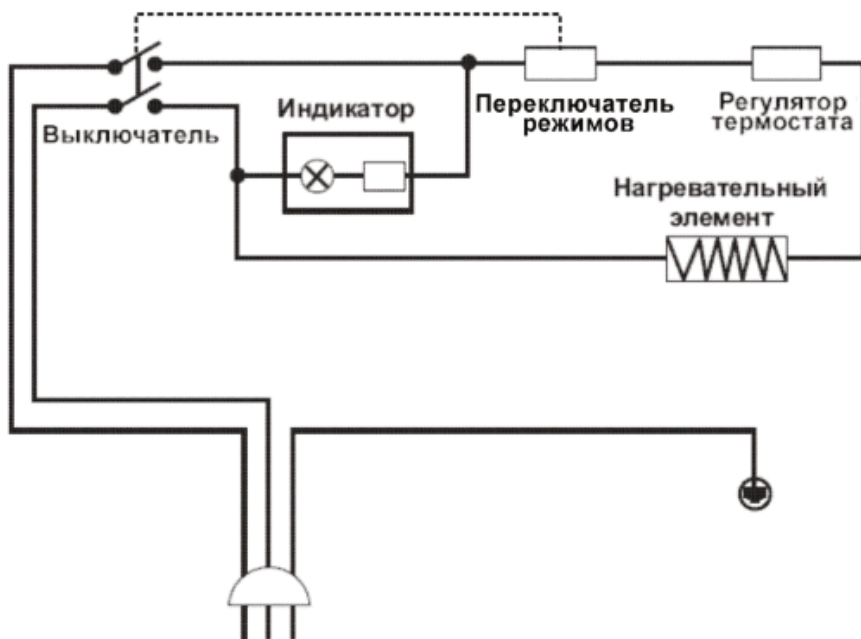 Индикатор
Выключатель
Переключатель
режимов
Регулятор
термостата
Нагревательный
элемент